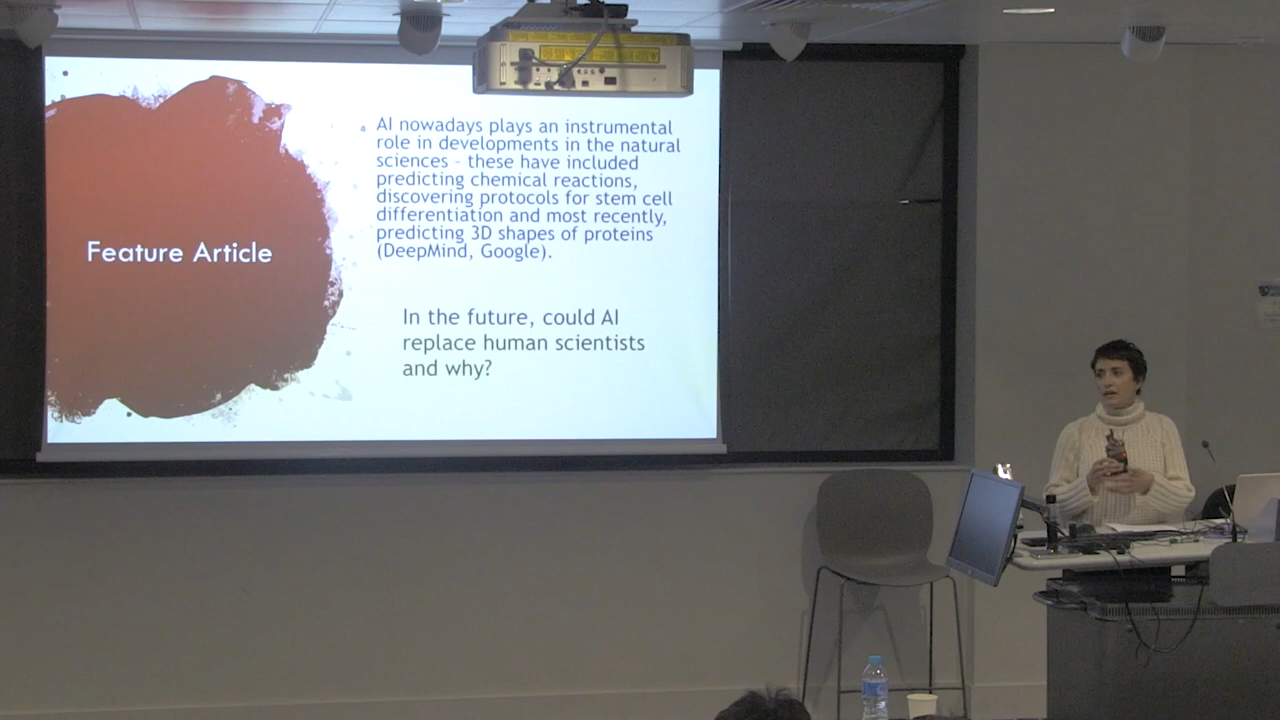 Feature Article
AI nowadays plays an instrumental
role in developments in the natural
sciences – these have included
predicting chemical reactions,
discovering protocols for stem cell
differentiation and most recently,
predicting 3D shapes of proteins
(DeepMind, Google).
In the future, could AI
replace human scientists
and why?